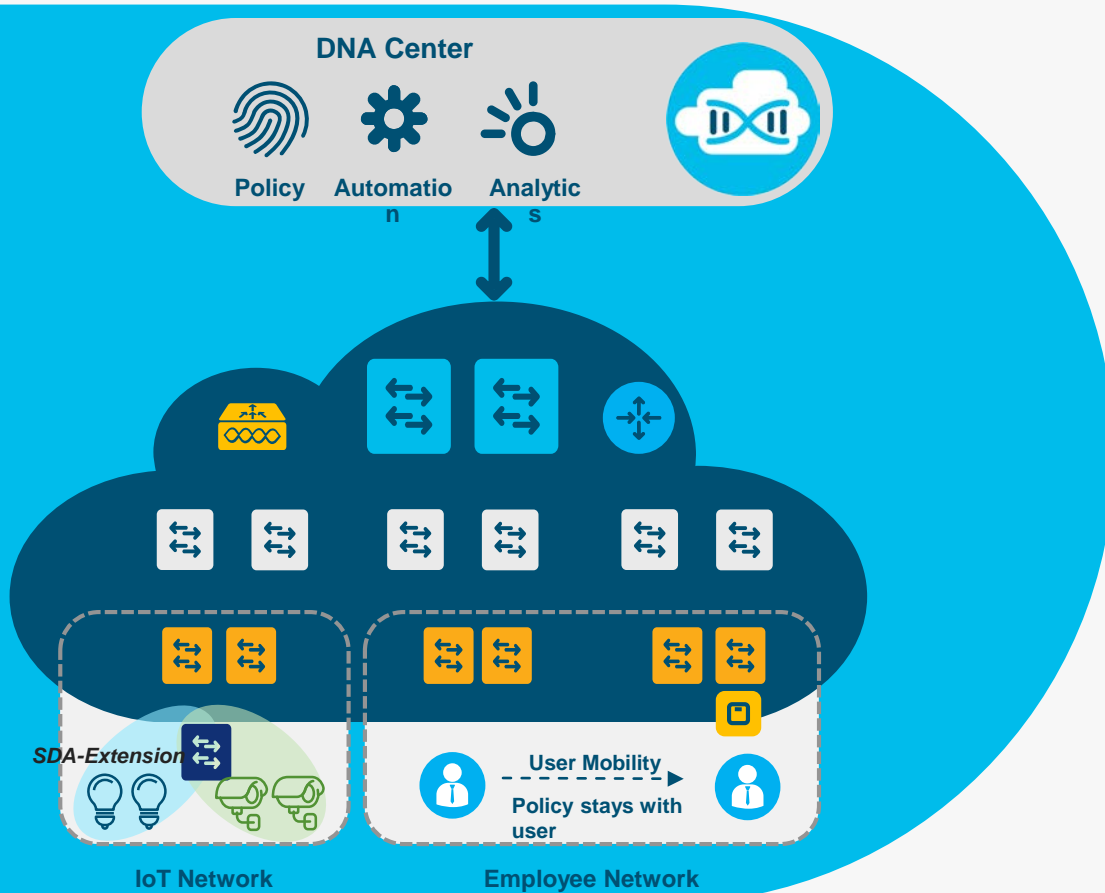 DNA Center
Policy
Automatio
n
Analytic
s
SDA-Extension
User Mobility
Policy stays with
user
IoT Network
Employee Network